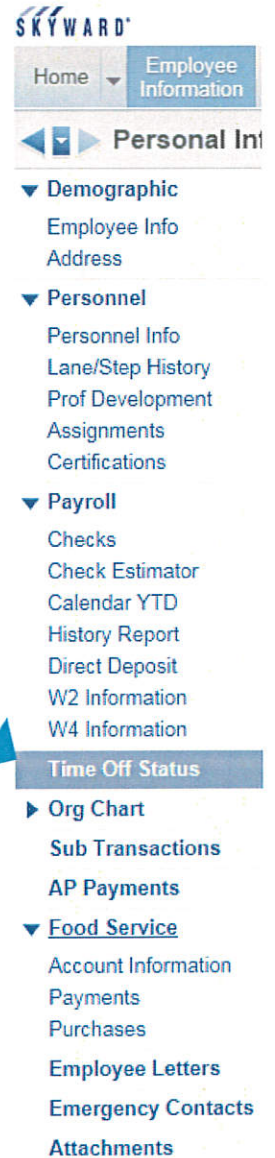 SKYWARD
Home
Employee
Information
Personal
Demographic
Employee Info
Address
Personnel
Personnel Info
Lane/Step History
Prof Development
Assignments
Certifications
Payroll
Checks
Check Estimator
Calendar YTD
History Report
Direct Deposit
W2 Information
W4 Information
Time Off Status
Org Chart
Sub Transactions
AP Payments
Food Service
Account Information
Payments
Purchases
Employee Letters
Emergency Contacts
Attachments